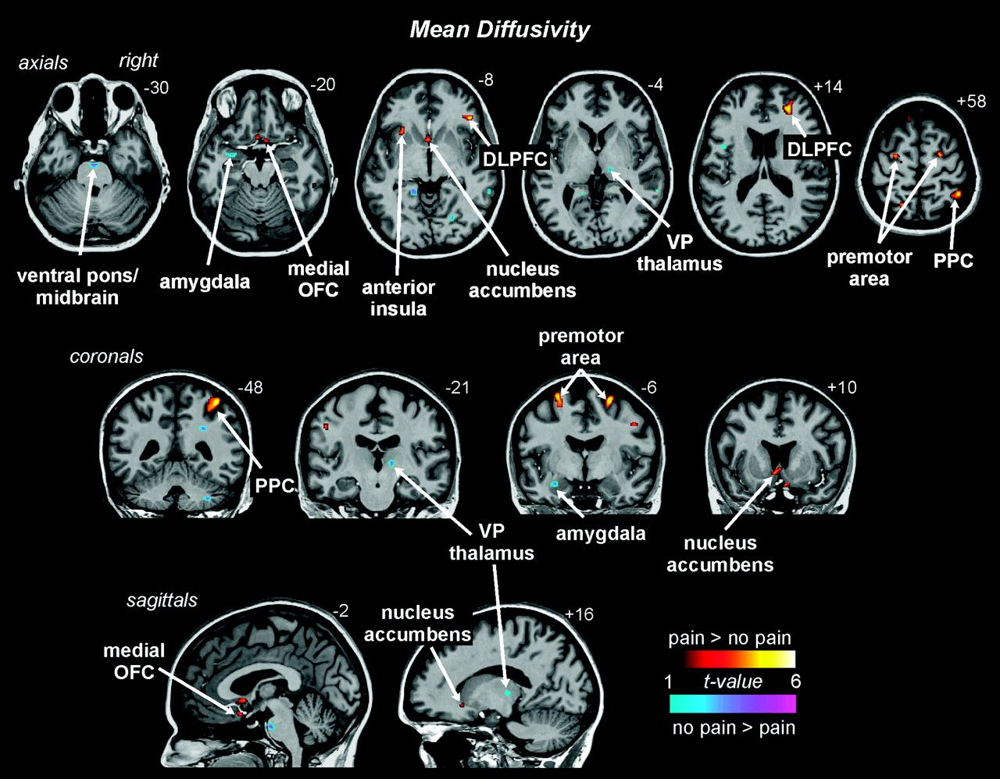 Mean Diffusivity
axials
right
-30
-20
-8
-4
+14
+58
DLPFC
DLPFC
ventral pons/
midbrain
amygdala
medial
OFC
anterior
insula
nucleus
accumbens
VP
thalamus
premotor
area
PPC
coronals
premotor
area
-48
-21
-6
+10
PPC
VP
thalamus
amygdala
nucleus
accumbens
sagittals
-2
nucleus
accumbens
+16
medial
OFC
pain > no pain
1 t-value 6
no pain > pain